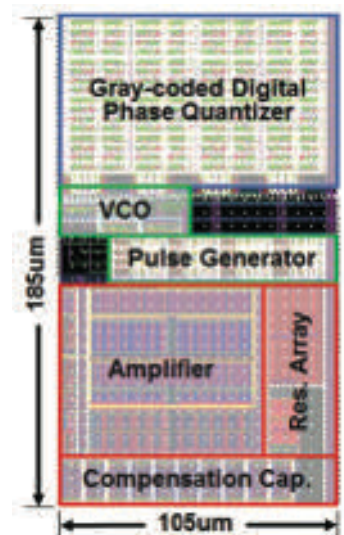 Gray-coded Digital
Phase Quantizer
VCO
Pulse Generator
185um
Amplifier
Res. Array
Compensation Cap.
105um